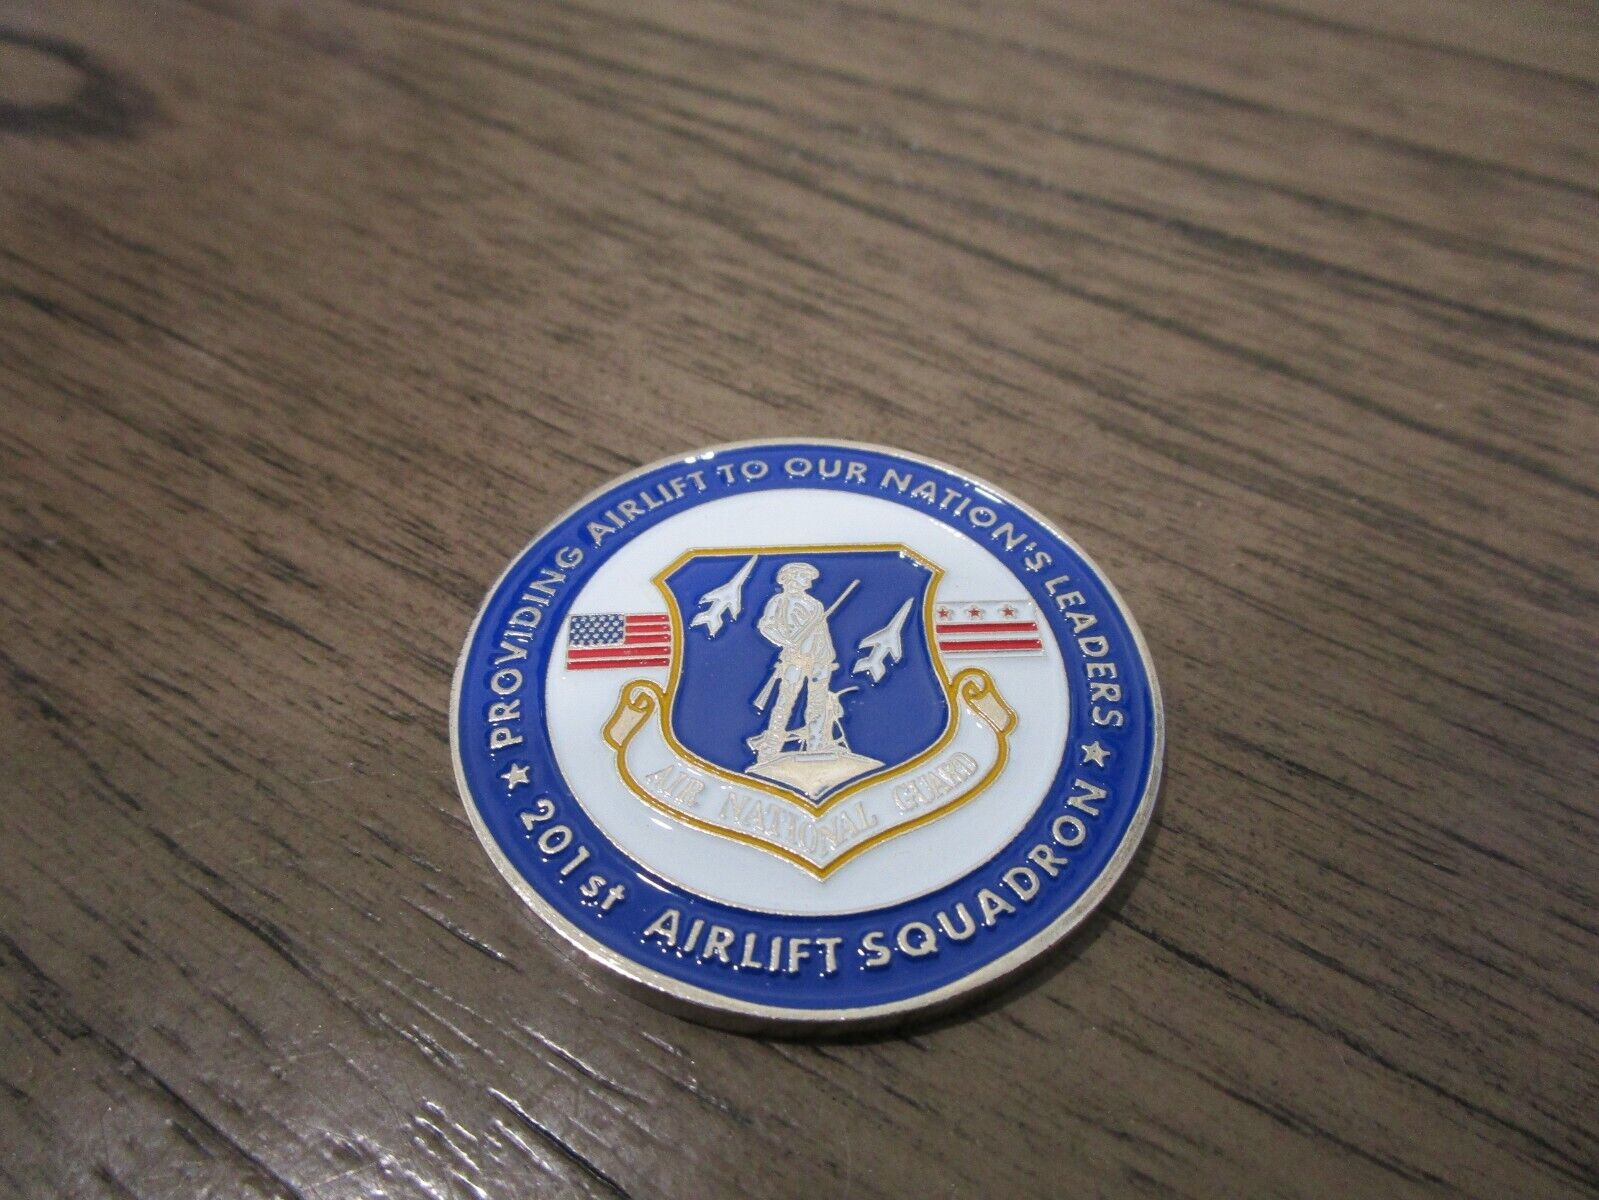 PROVIDING AIRLIFT TO OUR NATION'S LEADERS
AIR NATIONAL GUARD
201st AIRLIFT SQUADRON